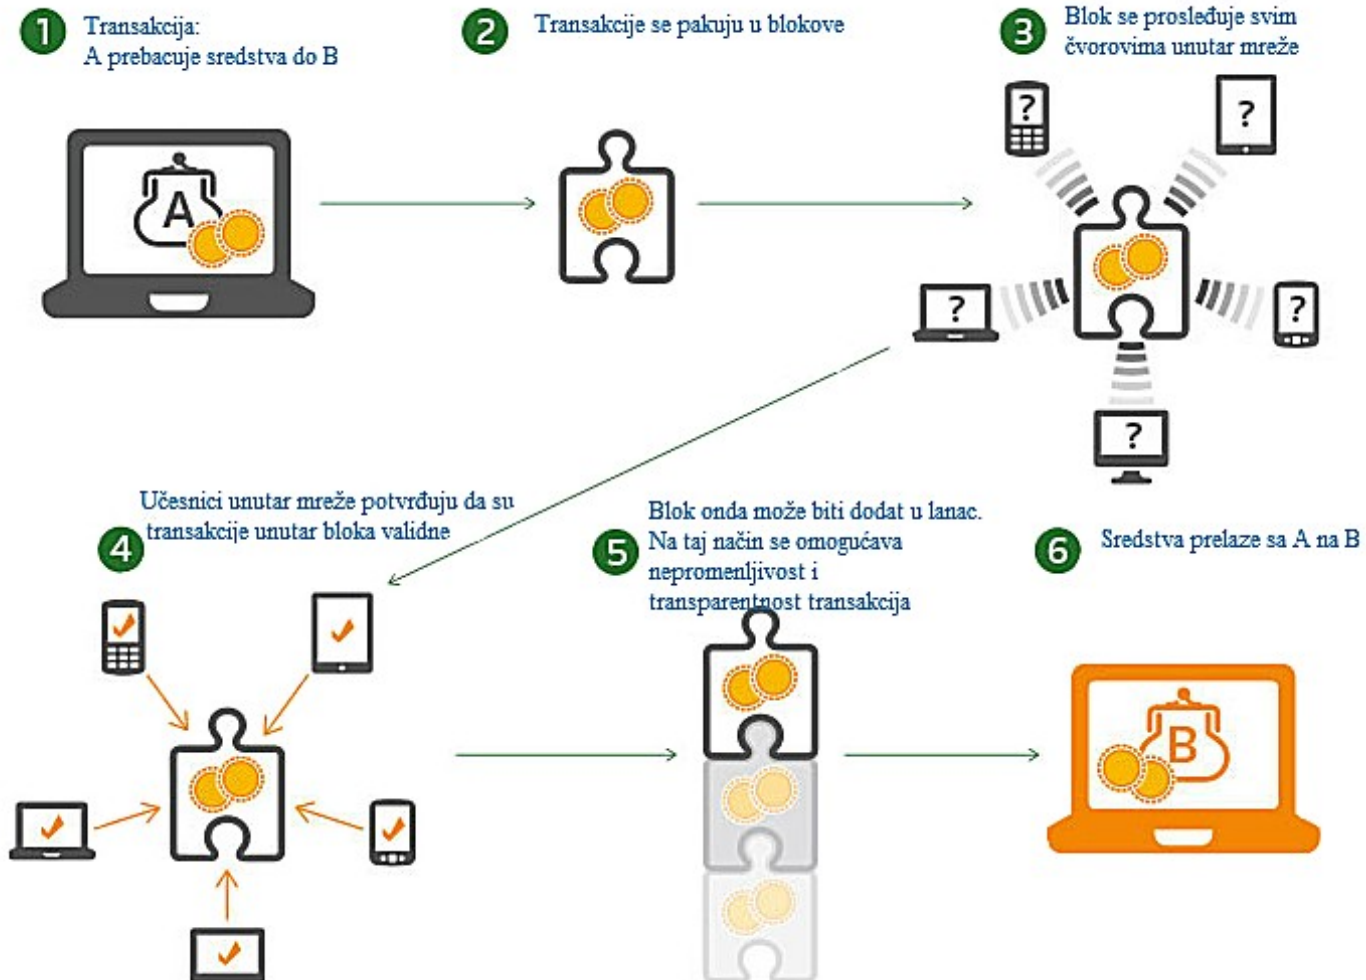 1
Transakcija:
A prebacuje sredstva do B
2
Transakcije se pakuju u blokove
3
Blok se prosleđuje svim
čvorovima unutar mreže
A
?
?
?
?
?
4
Učesnici unutar mreže potvrđuju da su
transakcije unutar bloka validne
5
Blok onda može biti dodat u lanac.
Na taj način se omogućava
nepromenljivost i
transparentnost transakcija
6
Sredstva prelaze sa A na B
B